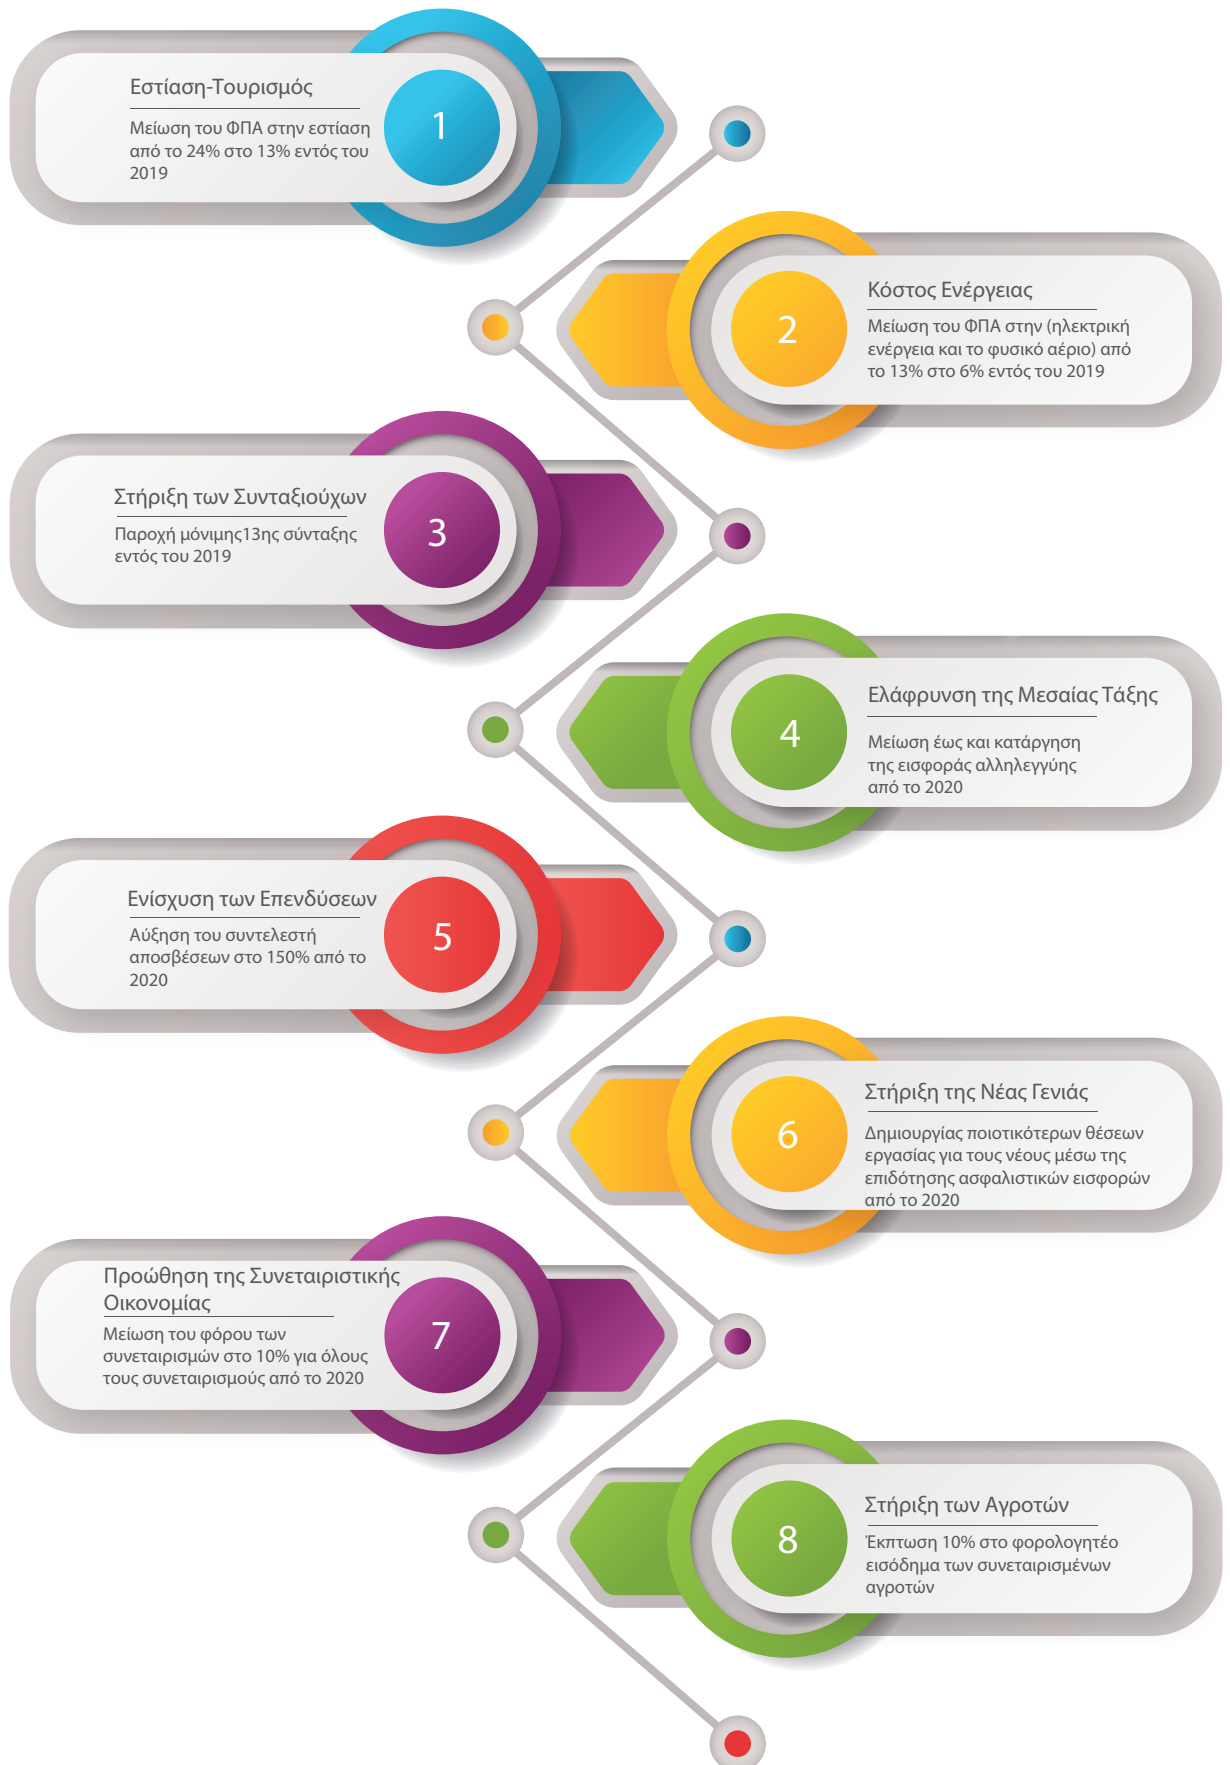 Εστίαση-Τουρισμός
Μείωση του ΦΠΑ στην εστίαση
από το 24% στο 13% εντός του
2019
1
2
Κόστος Ενέργειας
Μείωση του ΦΠΑ στην (ηλεκτρική
ενέργεια και το φυσικό αέριο) από
το 13% στο 6% εντός του 2019
Στήριξη των Συνταξιούχων
Παροχή μόνιμης13ης σύνταξης
εντός του 2019
3
4
Ελάφρυνση της Μεσαίας Τάξης
Μείωση έως και κατάργηση
της εισφοράς αλληλεγγύης
από το 2020
Ενίσχυση των Επενδύσεων
Αύξηση του συντελεστή
αποσβέσεων στο 150% από το
2020
5
6
Στήριξη της Νέας Γενιάς
Δημιουργίας ποιοτικότερων θέσεων
εργασίας για τους νέους μέσω της
επιδότησης ασφαλιστικών εισφορών
από το 2020
Προώθηση της Συνεταιριστικής
Οικονομίας
Μείωση του φόρου των
συνεταιρισμών στο 10% για όλους
τους συνεταιρισμούς από το 2020
7
8
Στήριξη των Αγροτών
Έκπτωση 10% στο φορολογητέο
εισόδημα των συνεταιρισμένων
αγροτών